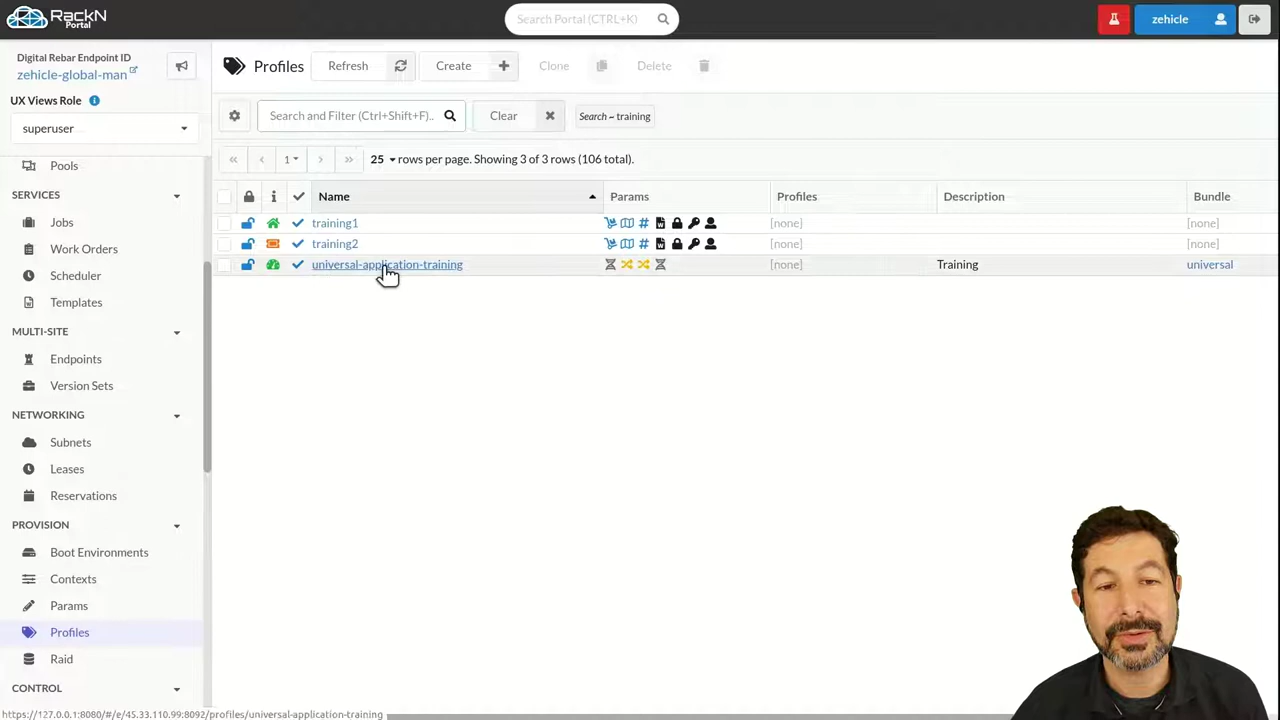 RackN
Portal
Search Portal (CTRL+K)
zehicle
Digital Rebar Endpoint ID
zehicle-global-man
UX Views Role
superuser
Pools
SERVICES
Jobs
Work Orders
Scheduler
Templates
MULTI-SITE
Endpoints
Version Sets
NETWORKING
Subnets
Leases
Reservations
PROVISION
Boot Environments
Contexts
Params
Profiles
Raid
CONTROL
Profiles Refresh Create Clone Delete
Search and Filter (Ctrl+Shift+F).. Clear Search ~ training
1 25 rows per page. Showing 3 of 3 rows (106 total).
Name Params Profiles Description Bundle
training1 [none] [none]
training2 [none] [none]
universal-application-training [none] Training universal
https://127.0.0.1:8080/#/e/45.33.110.99:8092/profiles/universal-application-training